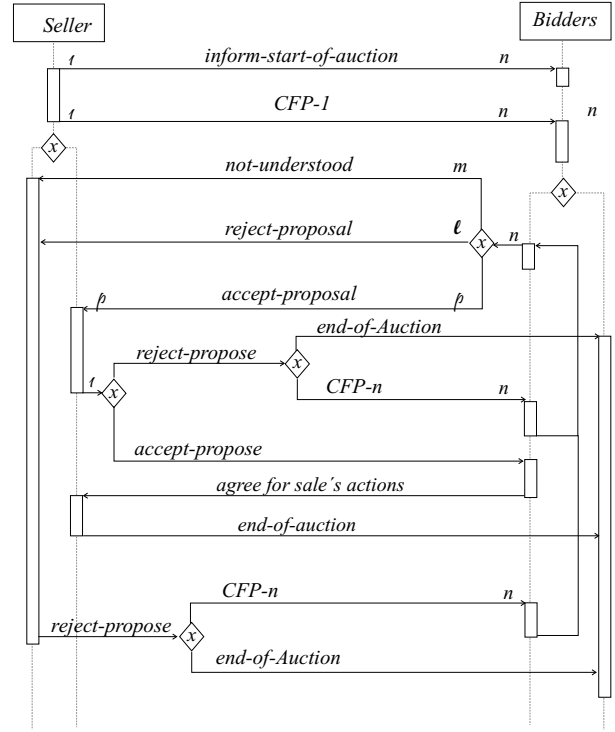 Seller
Bidders
1 inform-start-of-auction n
1 CFP-1 n n
x
not-understood m
x
reject-proposal ℓ x n
p accept-proposal p
end-of-Auction
reject-propose x
1 x CFP-n n
accept-propose
agree for sale´s actions
end-of-auction
CFP-n n
reject-propose x
end-of-Auction